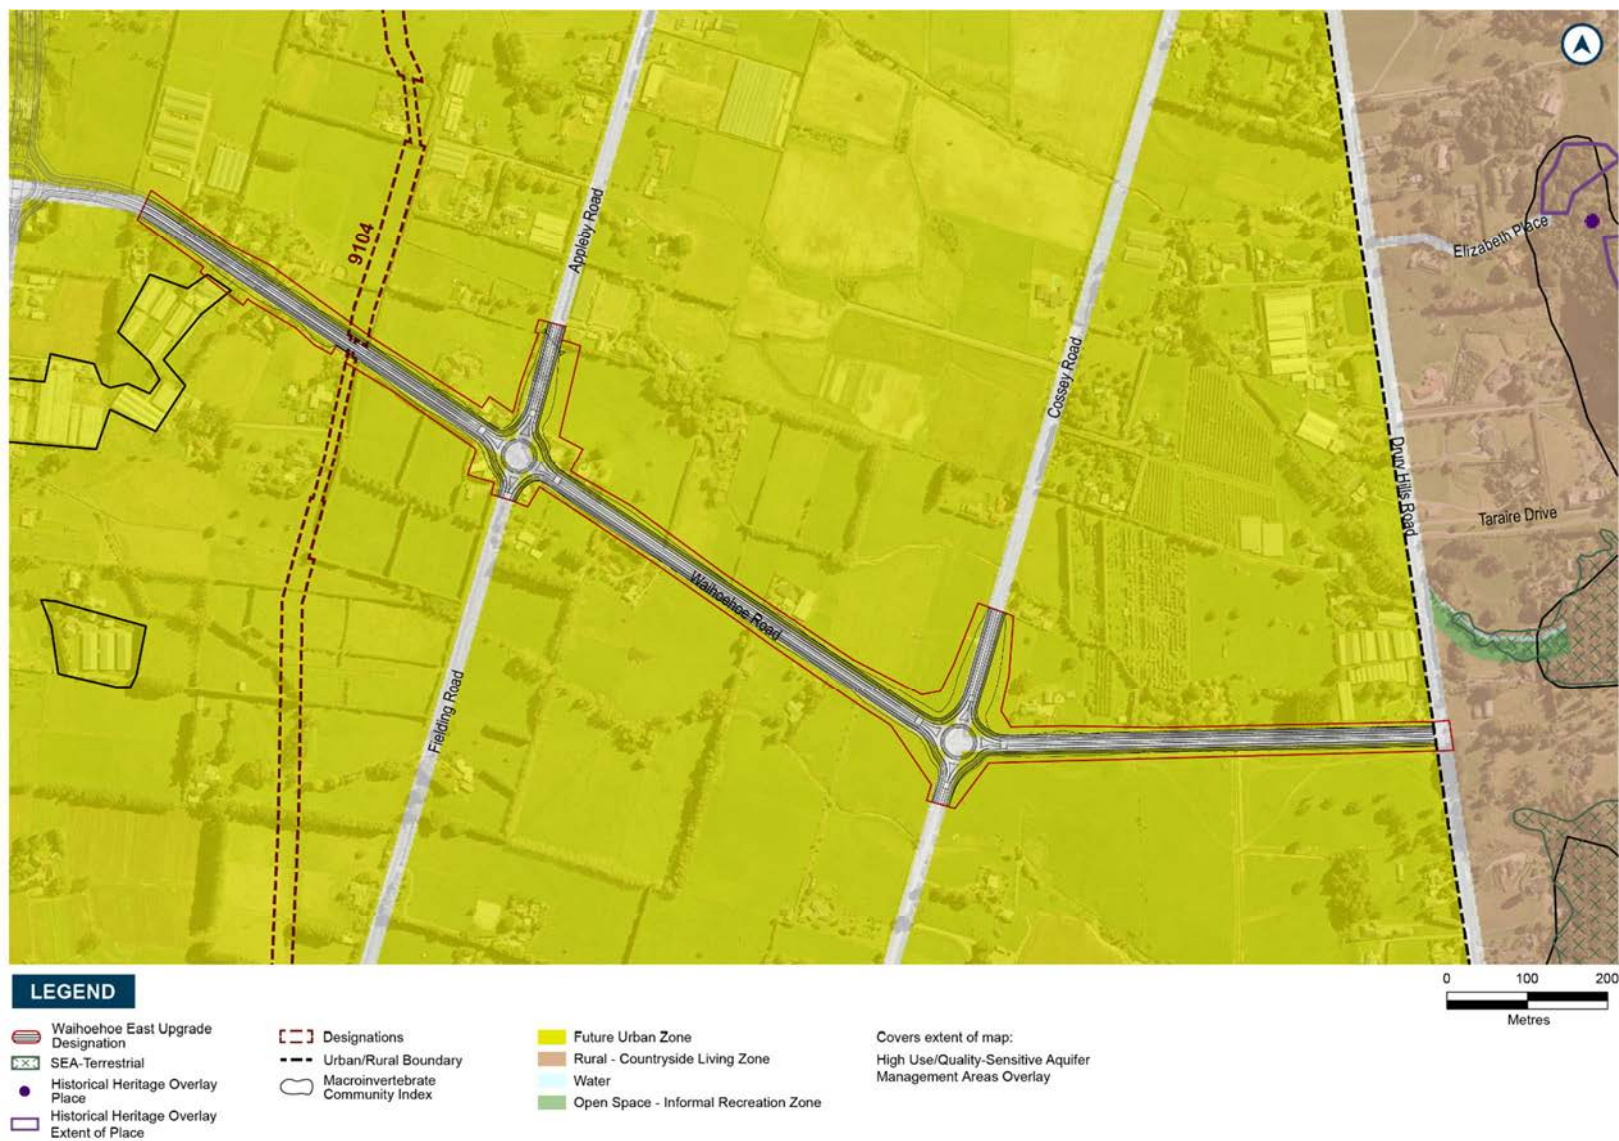 9104
Appleby Road
Elizabeth Place
Cossey Road
Drury Hills Road
Taraire Drive
Waihoehoe Road
Fielding Road
LEGEND
Waihoehoe East Upgrade
Designation
SEA-Terrestrial
Historical Heritage Overlay
Place
Historical Heritage Overlay
Extent of Place
Designations
Urban/Rural Boundary
Macroinvertebrate
Community Index
Future Urban Zone
Rural - Countryside Living Zone
Water
Open Space - Informal Recreation Zone
Covers extent of map:
High Use/Quality-Sensitive Aquifer
Management Areas Overlay
0 100 200
Metres